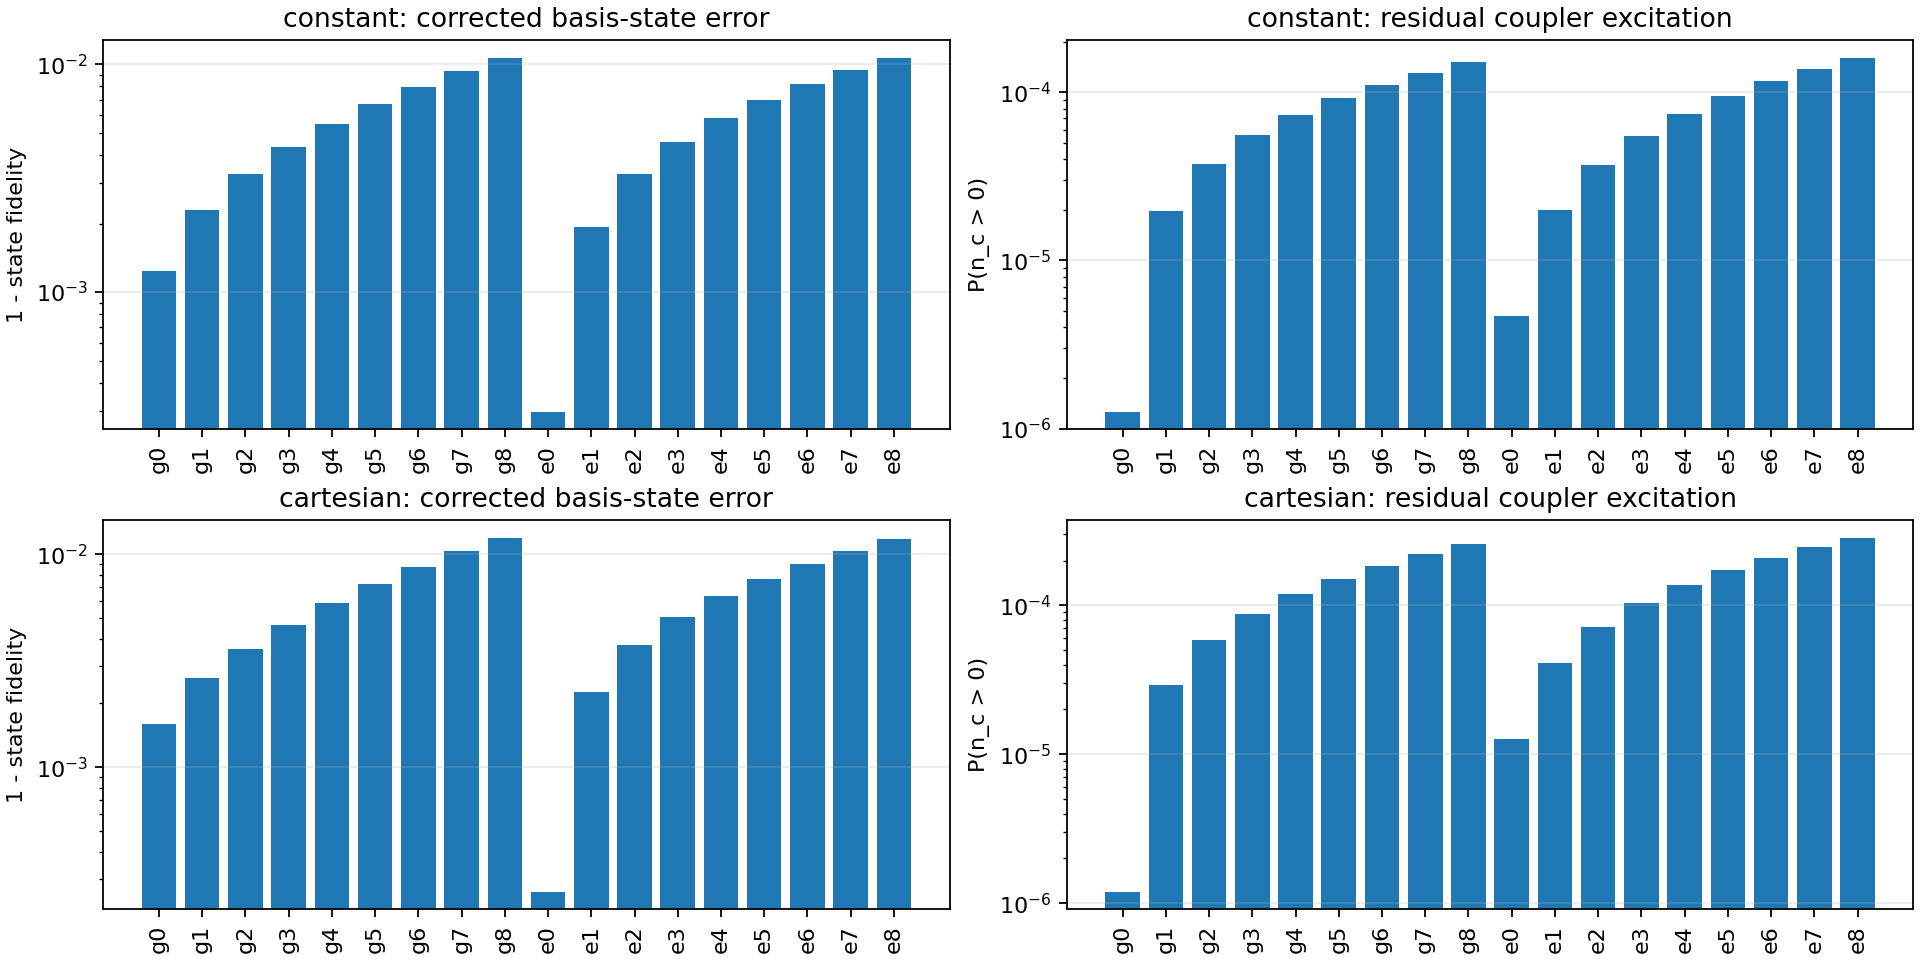 constant: corrected basis-state error
1 - state fidelity
10⁻²
10⁻³
g0 g1 g2 g3 g4 g5 g6 g7 g8 e0 e1 e2 e3 e4 e5 e6 e7 e8
constant: residual coupler excitation
P(n_c > 0)
10⁻⁴
10⁻⁵
10⁻⁶
g0 g1 g2 g3 g4 g5 g6 g7 g8 e0 e1 e2 e3 e4 e5 e6 e7 e8
cartesian: corrected basis-state error
1 - state fidelity
10⁻²
10⁻³
g0 g1 g2 g3 g4 g5 g6 g7 g8 e0 e1 e2 e3 e4 e5 e6 e7 e8
cartesian: residual coupler excitation
P(n_c > 0)
10⁻⁴
10⁻⁵
10⁻⁶
g0 g1 g2 g3 g4 g5 g6 g7 g8 e0 e1 e2 e3 e4 e5 e6 e7 e8